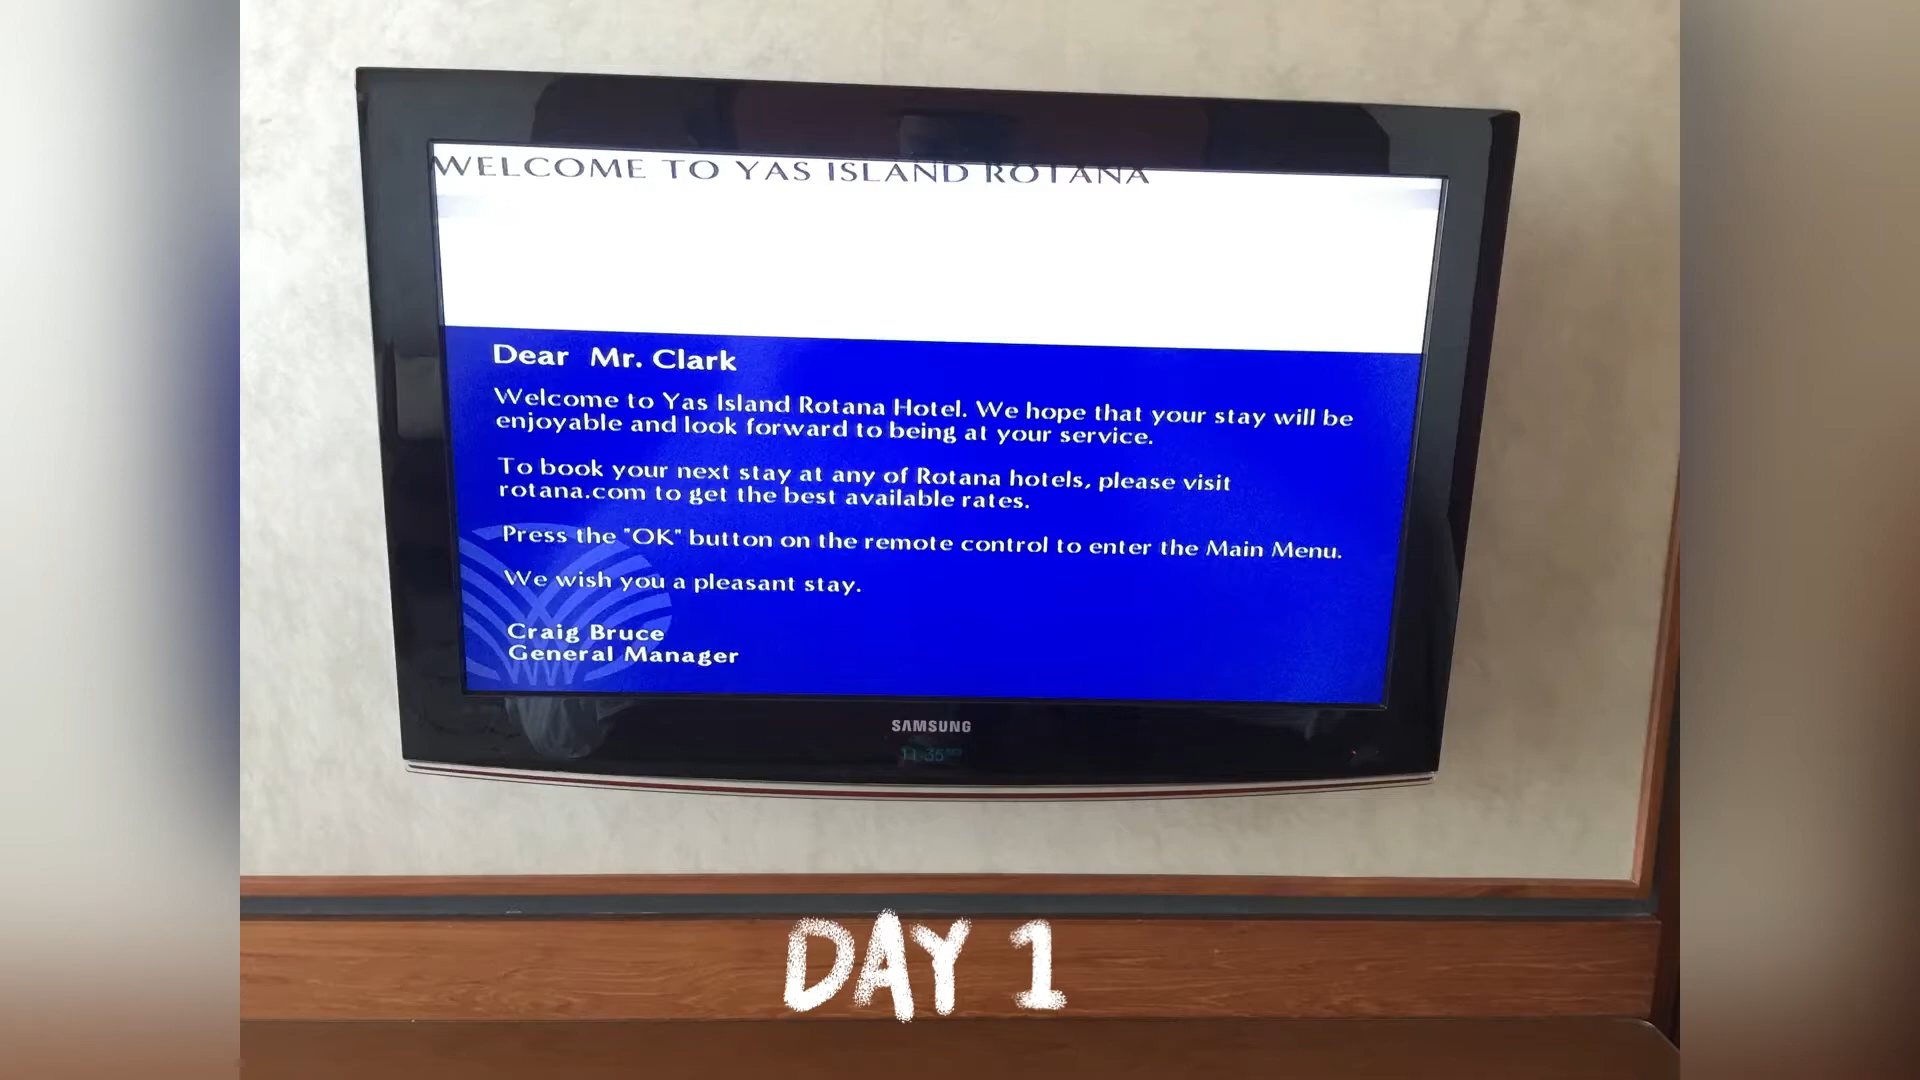 WELCOME TO YAS ISLAND ROTANA
Dear Mr. Clark
Welcome to Yas Island Rotana Hotel. We hope that your stay will be
enjoyable and look forward to being at your service.
To book your next stay at any of Rotana hotels, please visit
rotana.com to get the best available rates.
Press the "OK" button on the remote control to enter the Main Menu.
We wish you a pleasant stay.
Craig Bruce
General Manager
SAMSUNG
11:35
DAY 1